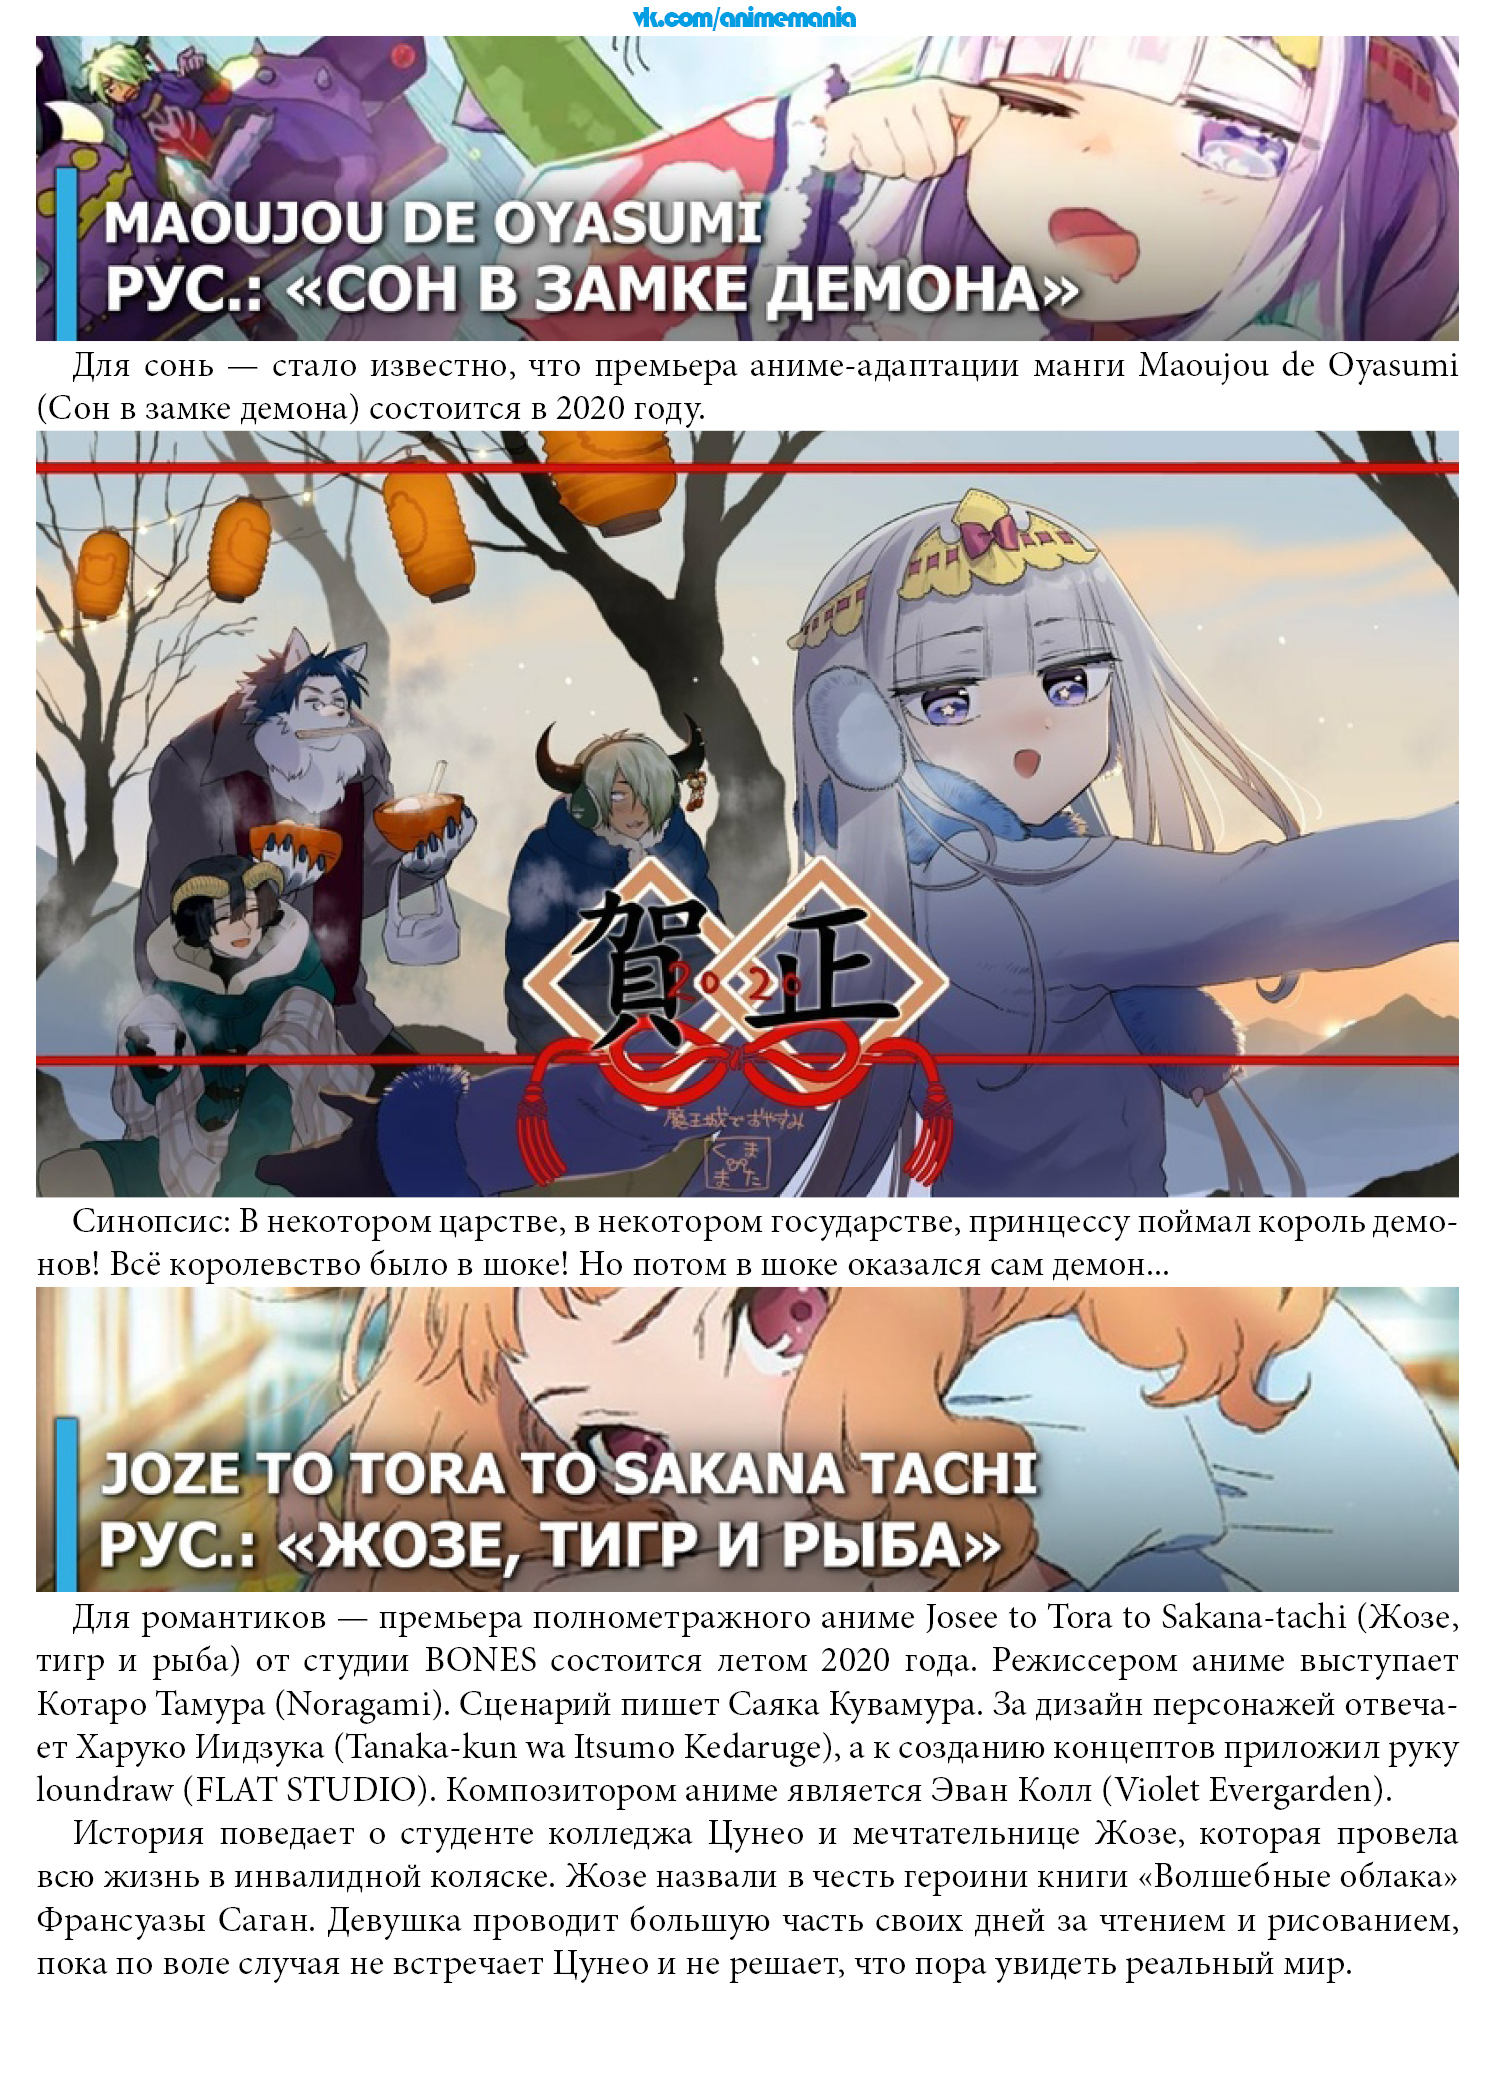 vk.com/animemania
MAOUJOU DE OYASUMI
РУС.: «СОН В ЗАМКЕ ДЕМОНА»
Для сонь — стало известно, что премьера аниме-адаптации манги Maoujou de Oyasumi
(Сон в замке демона) состоится в 2020 году.
賀正
2020
魔王城でおやすみ
くままた
Синопсис: В некотором царстве, в некотором государстве, принцессу поймал король демо-
нов! Всё королевство было в шоке! Но потом в шоке оказался сам демон...
JOZE TO TORA TO SAKANA TACHI
РУС.: «ЖОЗЕ, ТИГР И РЫБА»
Для романтиков — премьера полнометражного аниме Josee to Tora to Sakana-tachi (Жозе,
тигр и рыба) от студии BONES состоится летом 2020 года. Режиссером аниме выступает
Котаро Тамура (Noragami). Сценарий пишет Саяка Кувамура. За дизайн персонажей отвеча-
ет Харуко Иидзука (Tanaka-kun wa Itsumo Kedaruge), а к созданию концептов приложил руку
loundraw (FLAT STUDIO). Композитором аниме является Эван Колл (Violet Evergarden).
История поведает о студенте колледжа Цунео и мечтательнице Жозе, которая провела
всю жизнь в инвалидной коляске. Жозе назвали в честь героини книги «Волшебные облака»
Франсуазы Саган. Девушка проводит большую часть своих дней за чтением и рисованием,
пока по воле случая не встречает Цунео и не решает, что пора увидеть реальный мир.